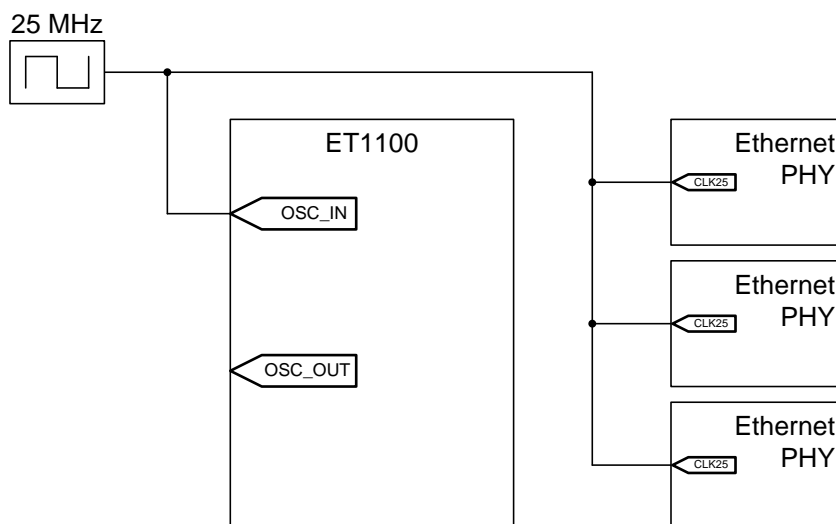 25 MHz
ET1100
OSC_IN
OSC_OUT
Ethernet
PHY
CLK25
Ethernet
PHY
CLK25
Ethernet
PHY
CLK25